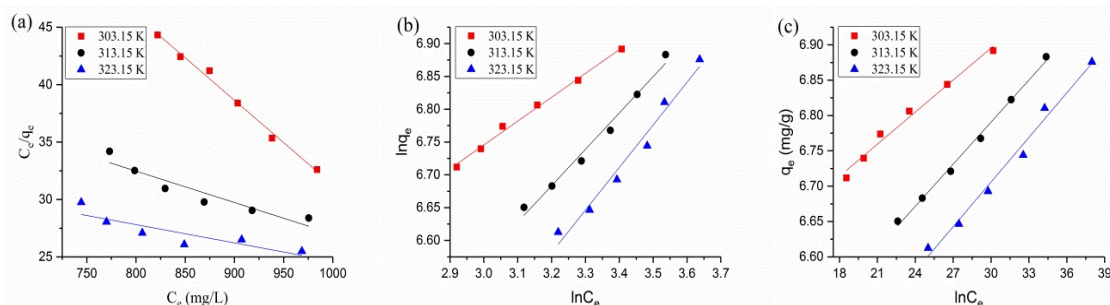 (a)
45
40
35
30
25
C_e/q_e
303.15 K
313.15 K
323.15 K
750
800
850
900
950
1000
C_e (mg/L)
(b)
6.90
6.85
6.80
6.75
6.70
6.65
6.60
lnq_e
303.15 K
313.15 K
323.15 K
2.9
3.0
3.1
3.2
3.3
3.4
3.5
3.6
3.7
lnC_e
(c)
6.90
6.85
6.80
6.75
6.70
6.65
6.60
q_e (mg/g)
303.15 K
313.15 K
323.15 K
18
21
24
27
30
33
36
39
lnC_e